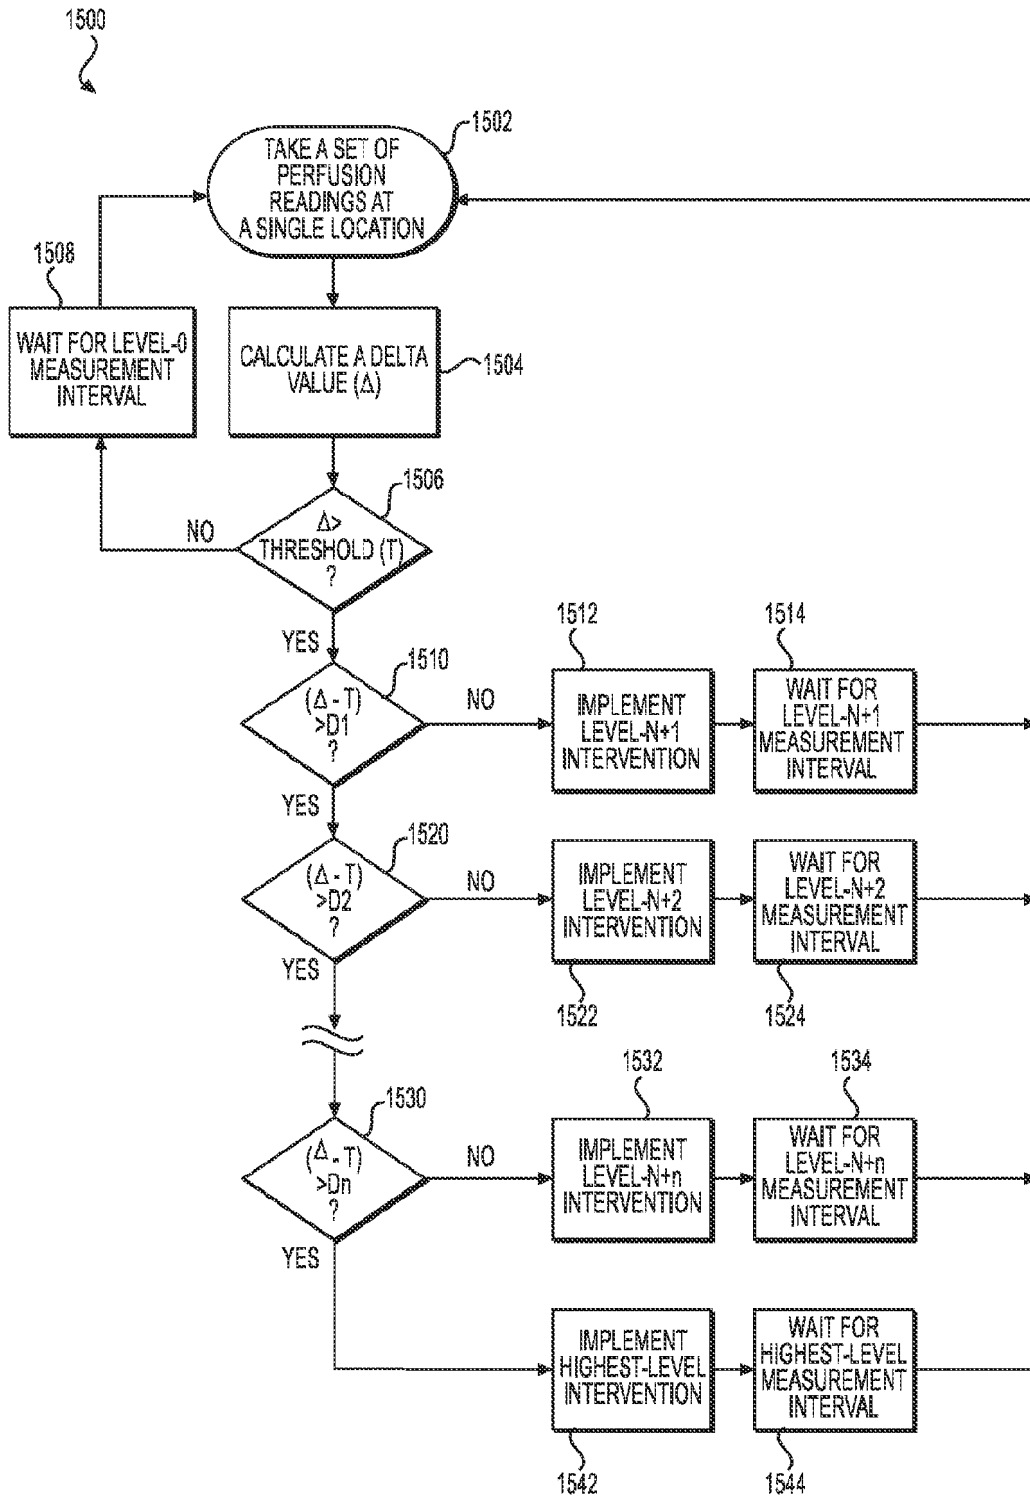 1500
1502
TAKE A SET OF
PERFUSION
READINGS AT
A SINGLE LOCATION
1508
WAIT FOR LEVEL-0
MEASUREMENT
INTERVAL
CALCULATE A DELTA
VALUE (Δ)
1504
1506
Δ>
THRESHOLD (T)
?
NO
YES
1510
(Δ - T)
>D1
?
NO
1512
IMPLEMENT
LEVEL-N+1
INTERVENTION
1514
WAIT FOR
LEVEL-N+1
MEASUREMENT
INTERVAL
YES
1520
(Δ - T)
>D2
?
NO
IMPLEMENT
LEVEL-N+2
INTERVENTION
1522
WAIT FOR
LEVEL-N+2
MEASUREMENT
INTERVAL
1524
YES
1530
(Δ - T)
>Dn
?
NO
1532
IMPLEMENT
LEVEL-N+n
INTERVENTION
1534
WAIT FOR
LEVEL-N+n
MEASUREMENT
INTERVAL
YES
IMPLEMENT
HIGHEST-LEVEL
INTERVENTION
1542
WAIT FOR
HIGHEST-LEVEL
MEASUREMENT
INTERVAL
1544